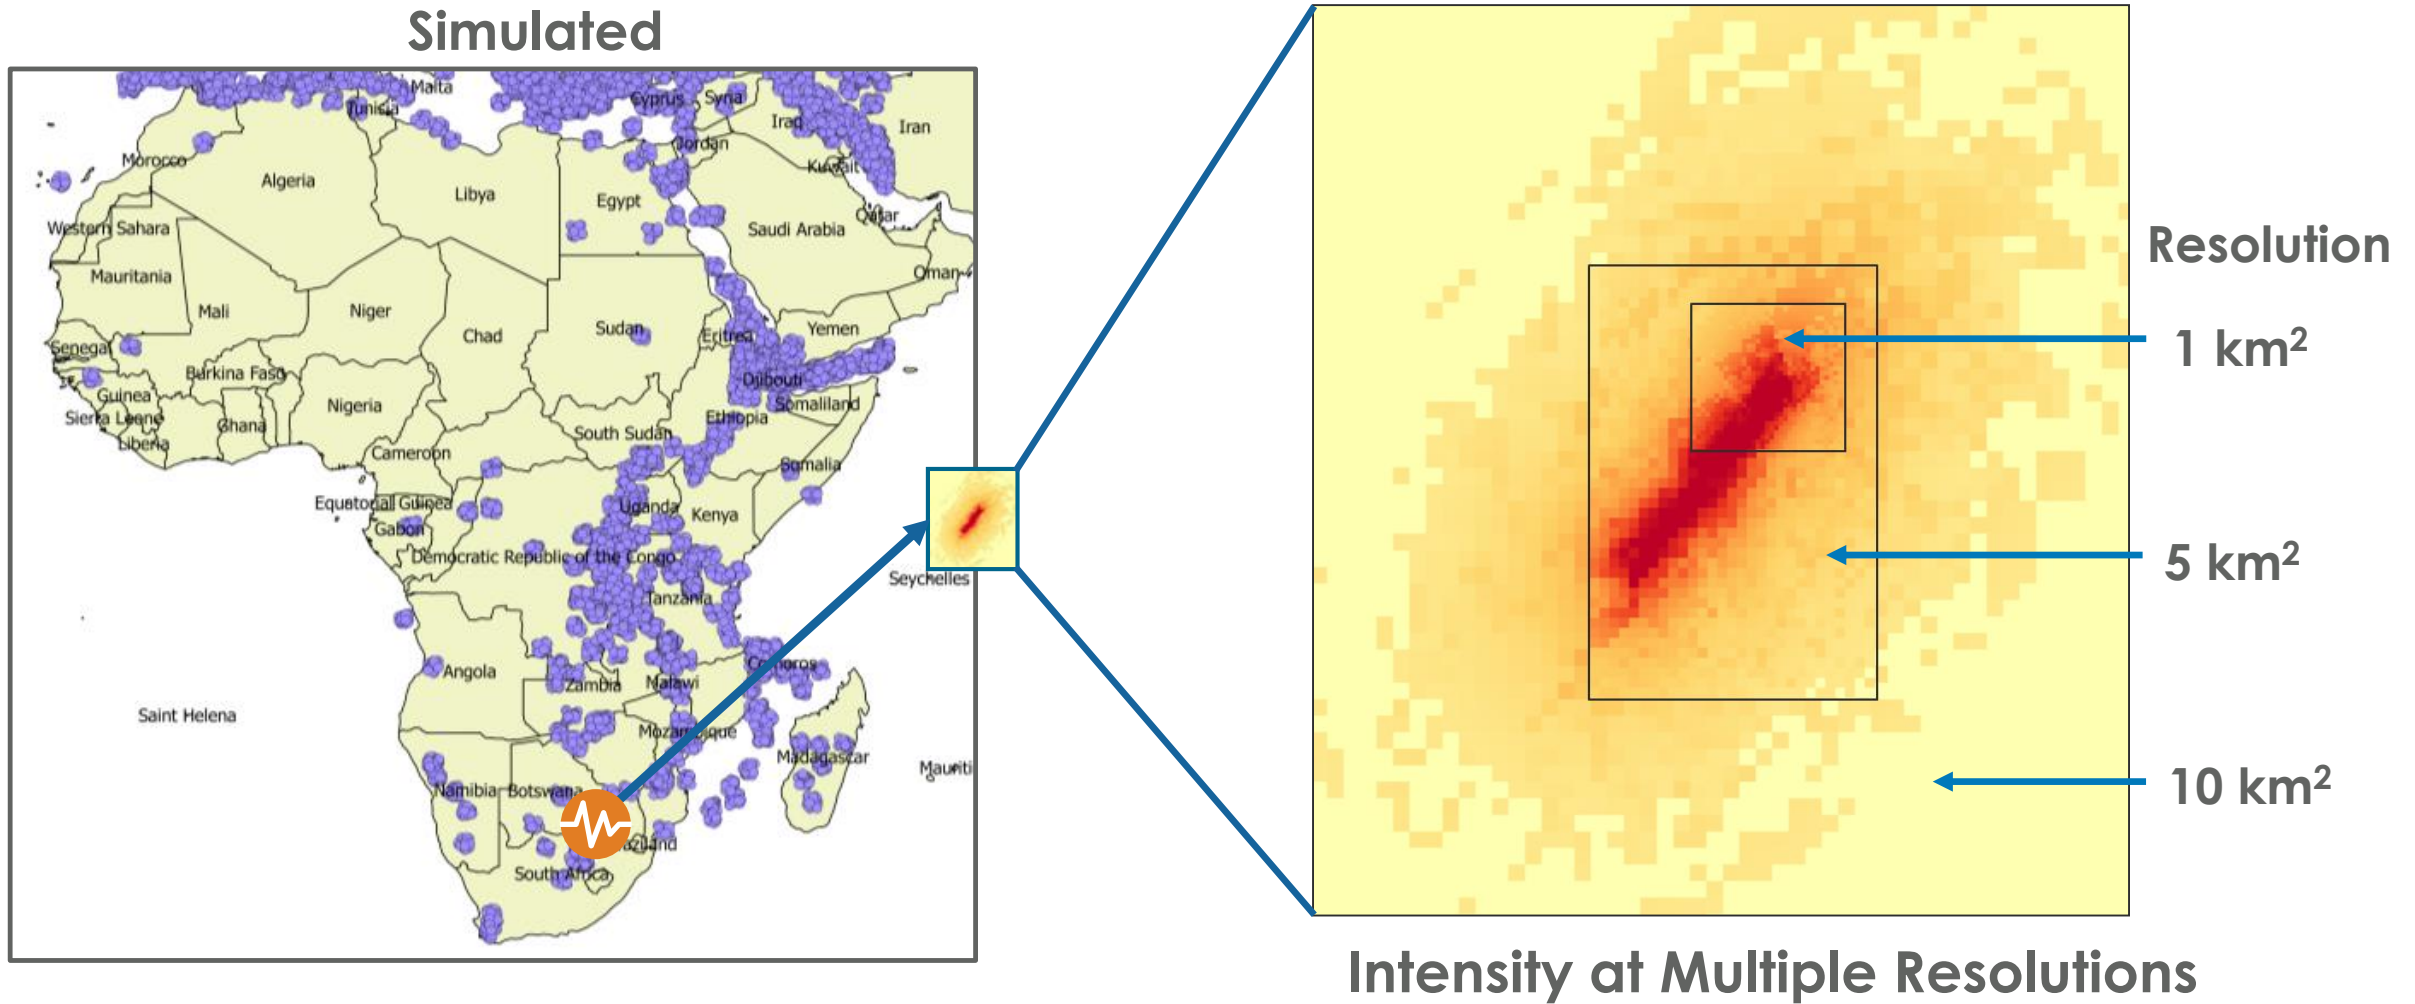 Simulated
Malta
Tunisia
Cyprus
Syria
Iraq
Iran
Jordan
Kuwait
Morocco
Algeria
Libya
Egypt
Qatar
Western Sahara
Saudi Arabia
Mauritania
Oman
Mali
Niger
Chad
Sudan
Eritrea
Yemen
Senegal
Burkina Faso
Djibouti
Guinea
Nigeria
Somaliland
Sierra Leone
Ghana
Ethiopia
Liberia
South Sudan
Cameroon
Somalia
Equatorial Guinea
Uganda
Kenya
Gabon
Democratic Republic of the Congo
Seychelles
Tanzania
Comoros
Angola
Zambia
Malawi
Saint Helena
Mozambique
Madagascar
Mauriti
Namibia
Botswana
aziland
South Africa
Resolution
1 km²
5 km²
10 km²
Intensity at Multiple Resolutions